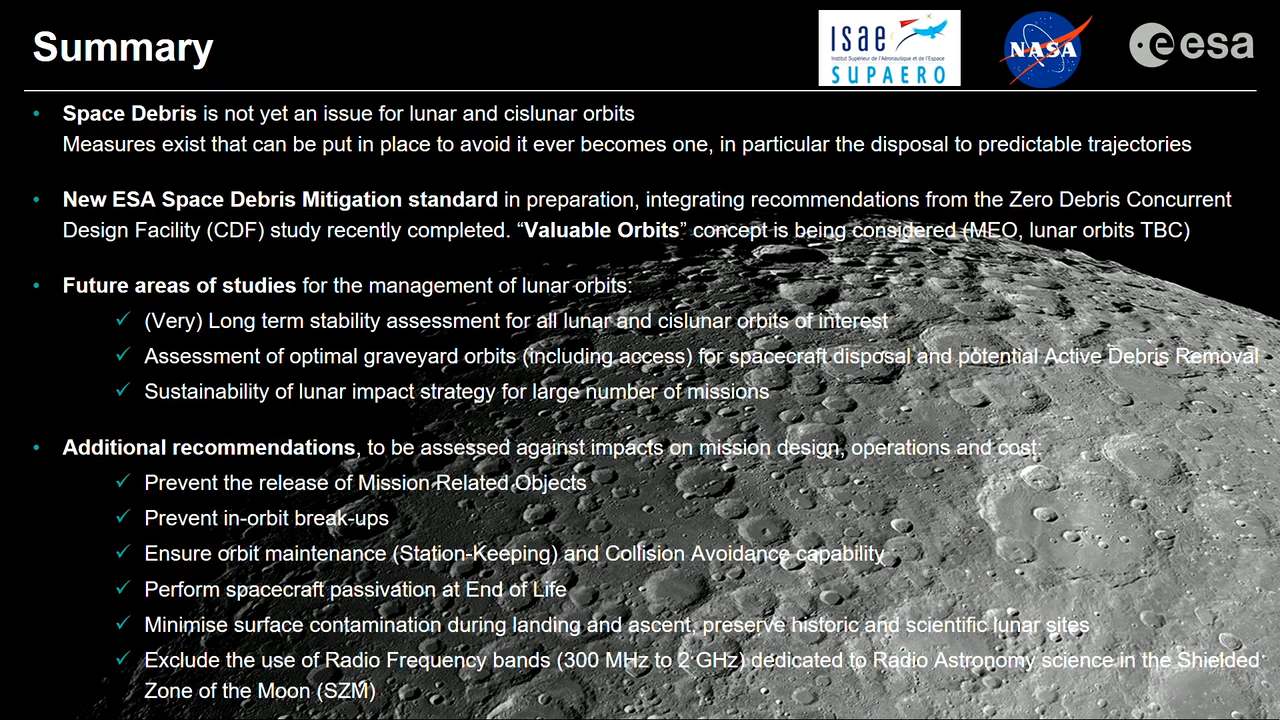 Summary
isae
Institut Supérieur de l'Aéronautique et de l'Espace
SUPAERO
NASA
esa
• Space Debris is not yet an issue for lunar and cislunar orbits
Measures exist that can be put in place to avoid it ever becomes one, in particular the disposal to predictable trajectories
• New ESA Space Debris Mitigation standard in preparation, integrating recommendations from the Zero Debris Concurrent
Design Facility (CDF) study recently completed. “Valuable Orbits” concept is being considered (MEO, lunar orbits TBC)
• Future areas of studies for the management of lunar orbits:
✓ (Very) Long term stability assessment for all lunar and cislunar orbits of interest
✓ Assessment of optimal graveyard orbits (including access) for spacecraft disposal and potential Active Debris Removal
✓ Sustainability of lunar impact strategy for large number of missions
• Additional recommendations, to be assessed against impacts on mission design, operations and cost:
✓ Prevent the release of Mission Related Objects
✓ Prevent in-orbit break-ups
✓ Ensure orbit maintenance (Station-Keeping) and Collision Avoidance capability
✓ Perform spacecraft passivation at End of Life
✓ Minimise surface contamination during landing and ascent, preserve historic and scientific lunar sites
✓ Exclude the use of Radio Frequency bands (300 MHz to 2 GHz) dedicated to Radio Astronomy science in the Shielded
Zone of the Moon (SZM)